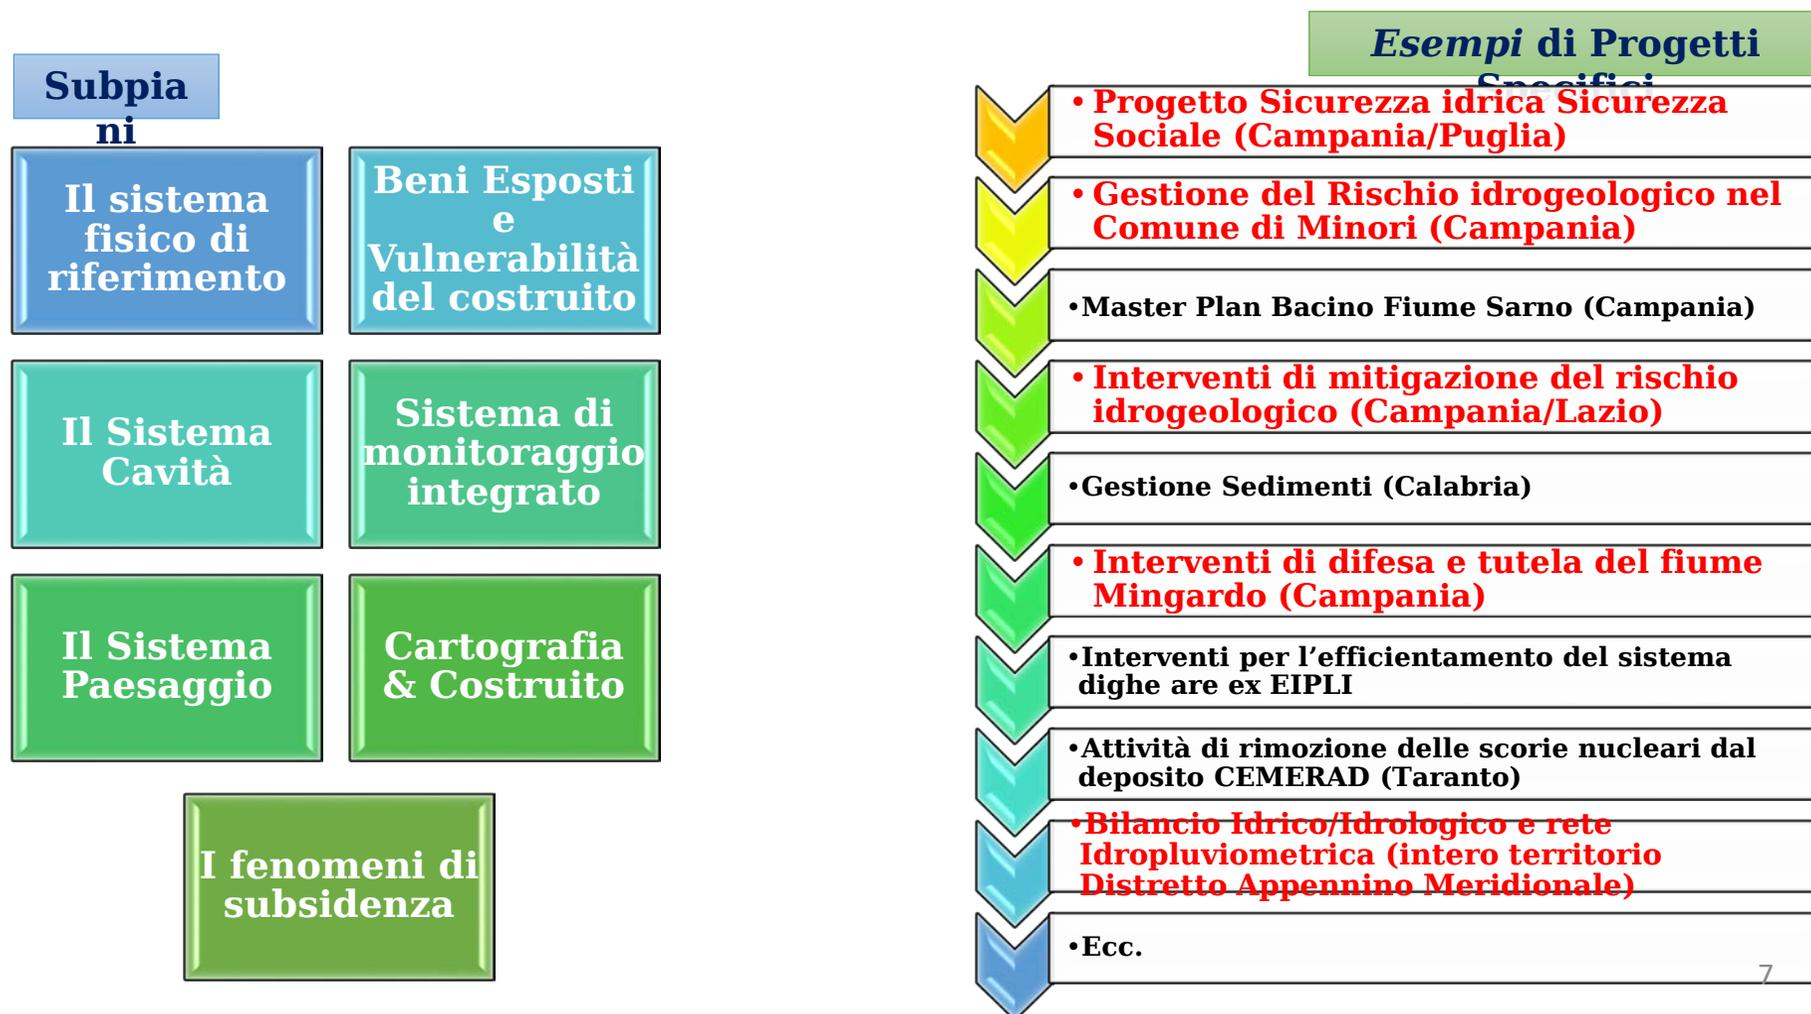 Subpia
ni
Il sistema
fisico di
riferimento
Beni Esposti
e
Vulnerabilità
del costruito
Il Sistema
Cavità
Sistema di
monitoraggio
integrato
Il Sistema
Paesaggio
Cartografia
& Costruito
I fenomeni di
subsidenza
Esempi di Progetti
Specifici
• Progetto Sicurezza idrica Sicurezza
Sociale (Campania/Puglia)
• Gestione del Rischio idrogeologico nel
Comune di Minori (Campania)
•Master Plan Bacino Fiume Sarno (Campania)
• Interventi di mitigazione del rischio
idrogeologico (Campania/Lazio)
•Gestione Sedimenti (Calabria)
• Interventi di difesa e tutela del fiume
Mingardo (Campania)
•Interventi per l’efficientamento del sistema
dighe are ex EIPLI
•Attività di rimozione delle scorie nucleari dal
deposito CEMERAD (Taranto)
•Bilancio Idrico/Idrologico e rete
Idropluviometrica (intero territorio
Distretto Appennino Meridionale)
•Ecc.
7